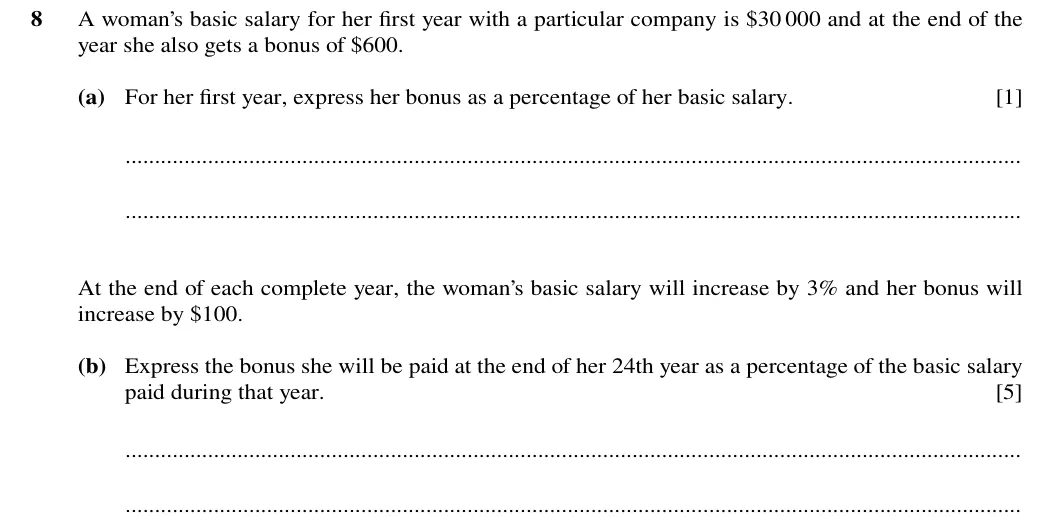 8 A woman’s basic salary for her first year with a particular company is $30 000 and at the end of the
year she also gets a bonus of $600.
(a) For her first year, express her bonus as a percentage of her basic salary. [1]
................................................................................................................................................................
................................................................................................................................................................
At the end of each complete year, the woman’s basic salary will increase by 3% and her bonus will
increase by $100.
(b) Express the bonus she will be paid at the end of her 24th year as a percentage of the basic salary
paid during that year. [5]
................................................................................................................................................................
................................................................................................................................................................